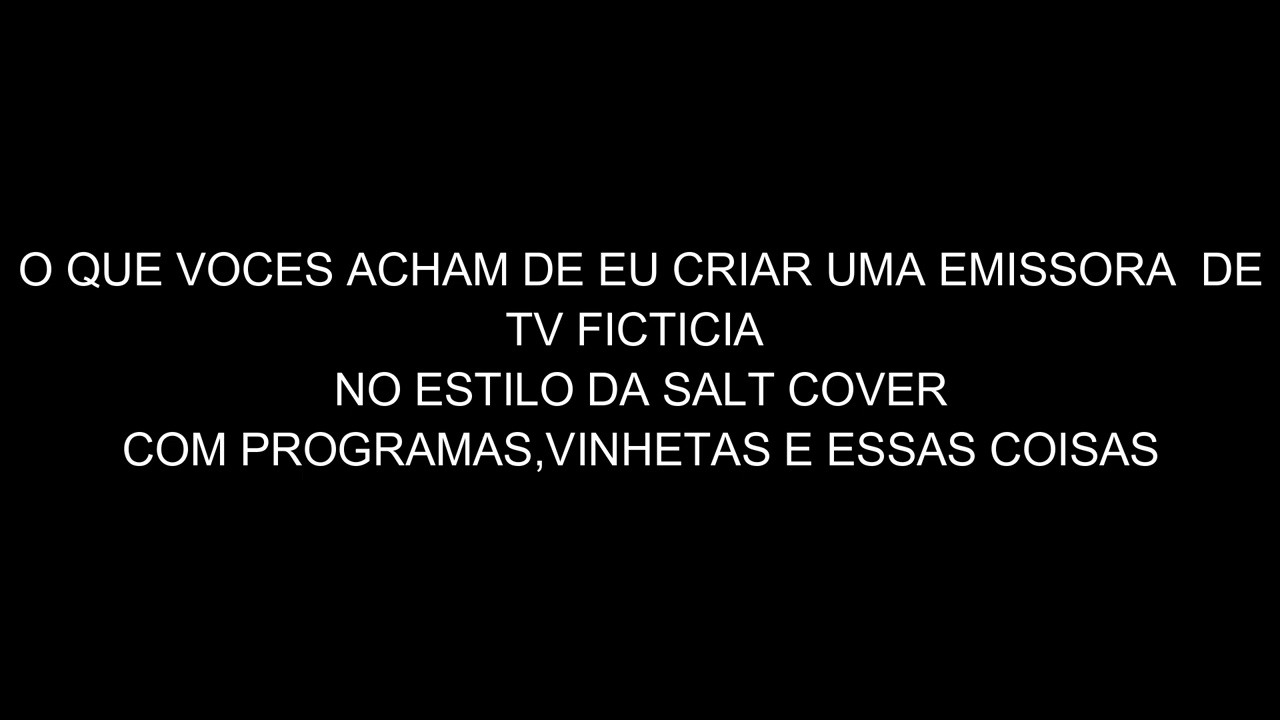 O QUE VOCES ACHAM DE EU CRIAR UMA EMISSORA  DE
TV FICTICIA
NO ESTILO DA SALT COVER
COM PROGRAMAS,VINHETAS E ESSAS COISAS